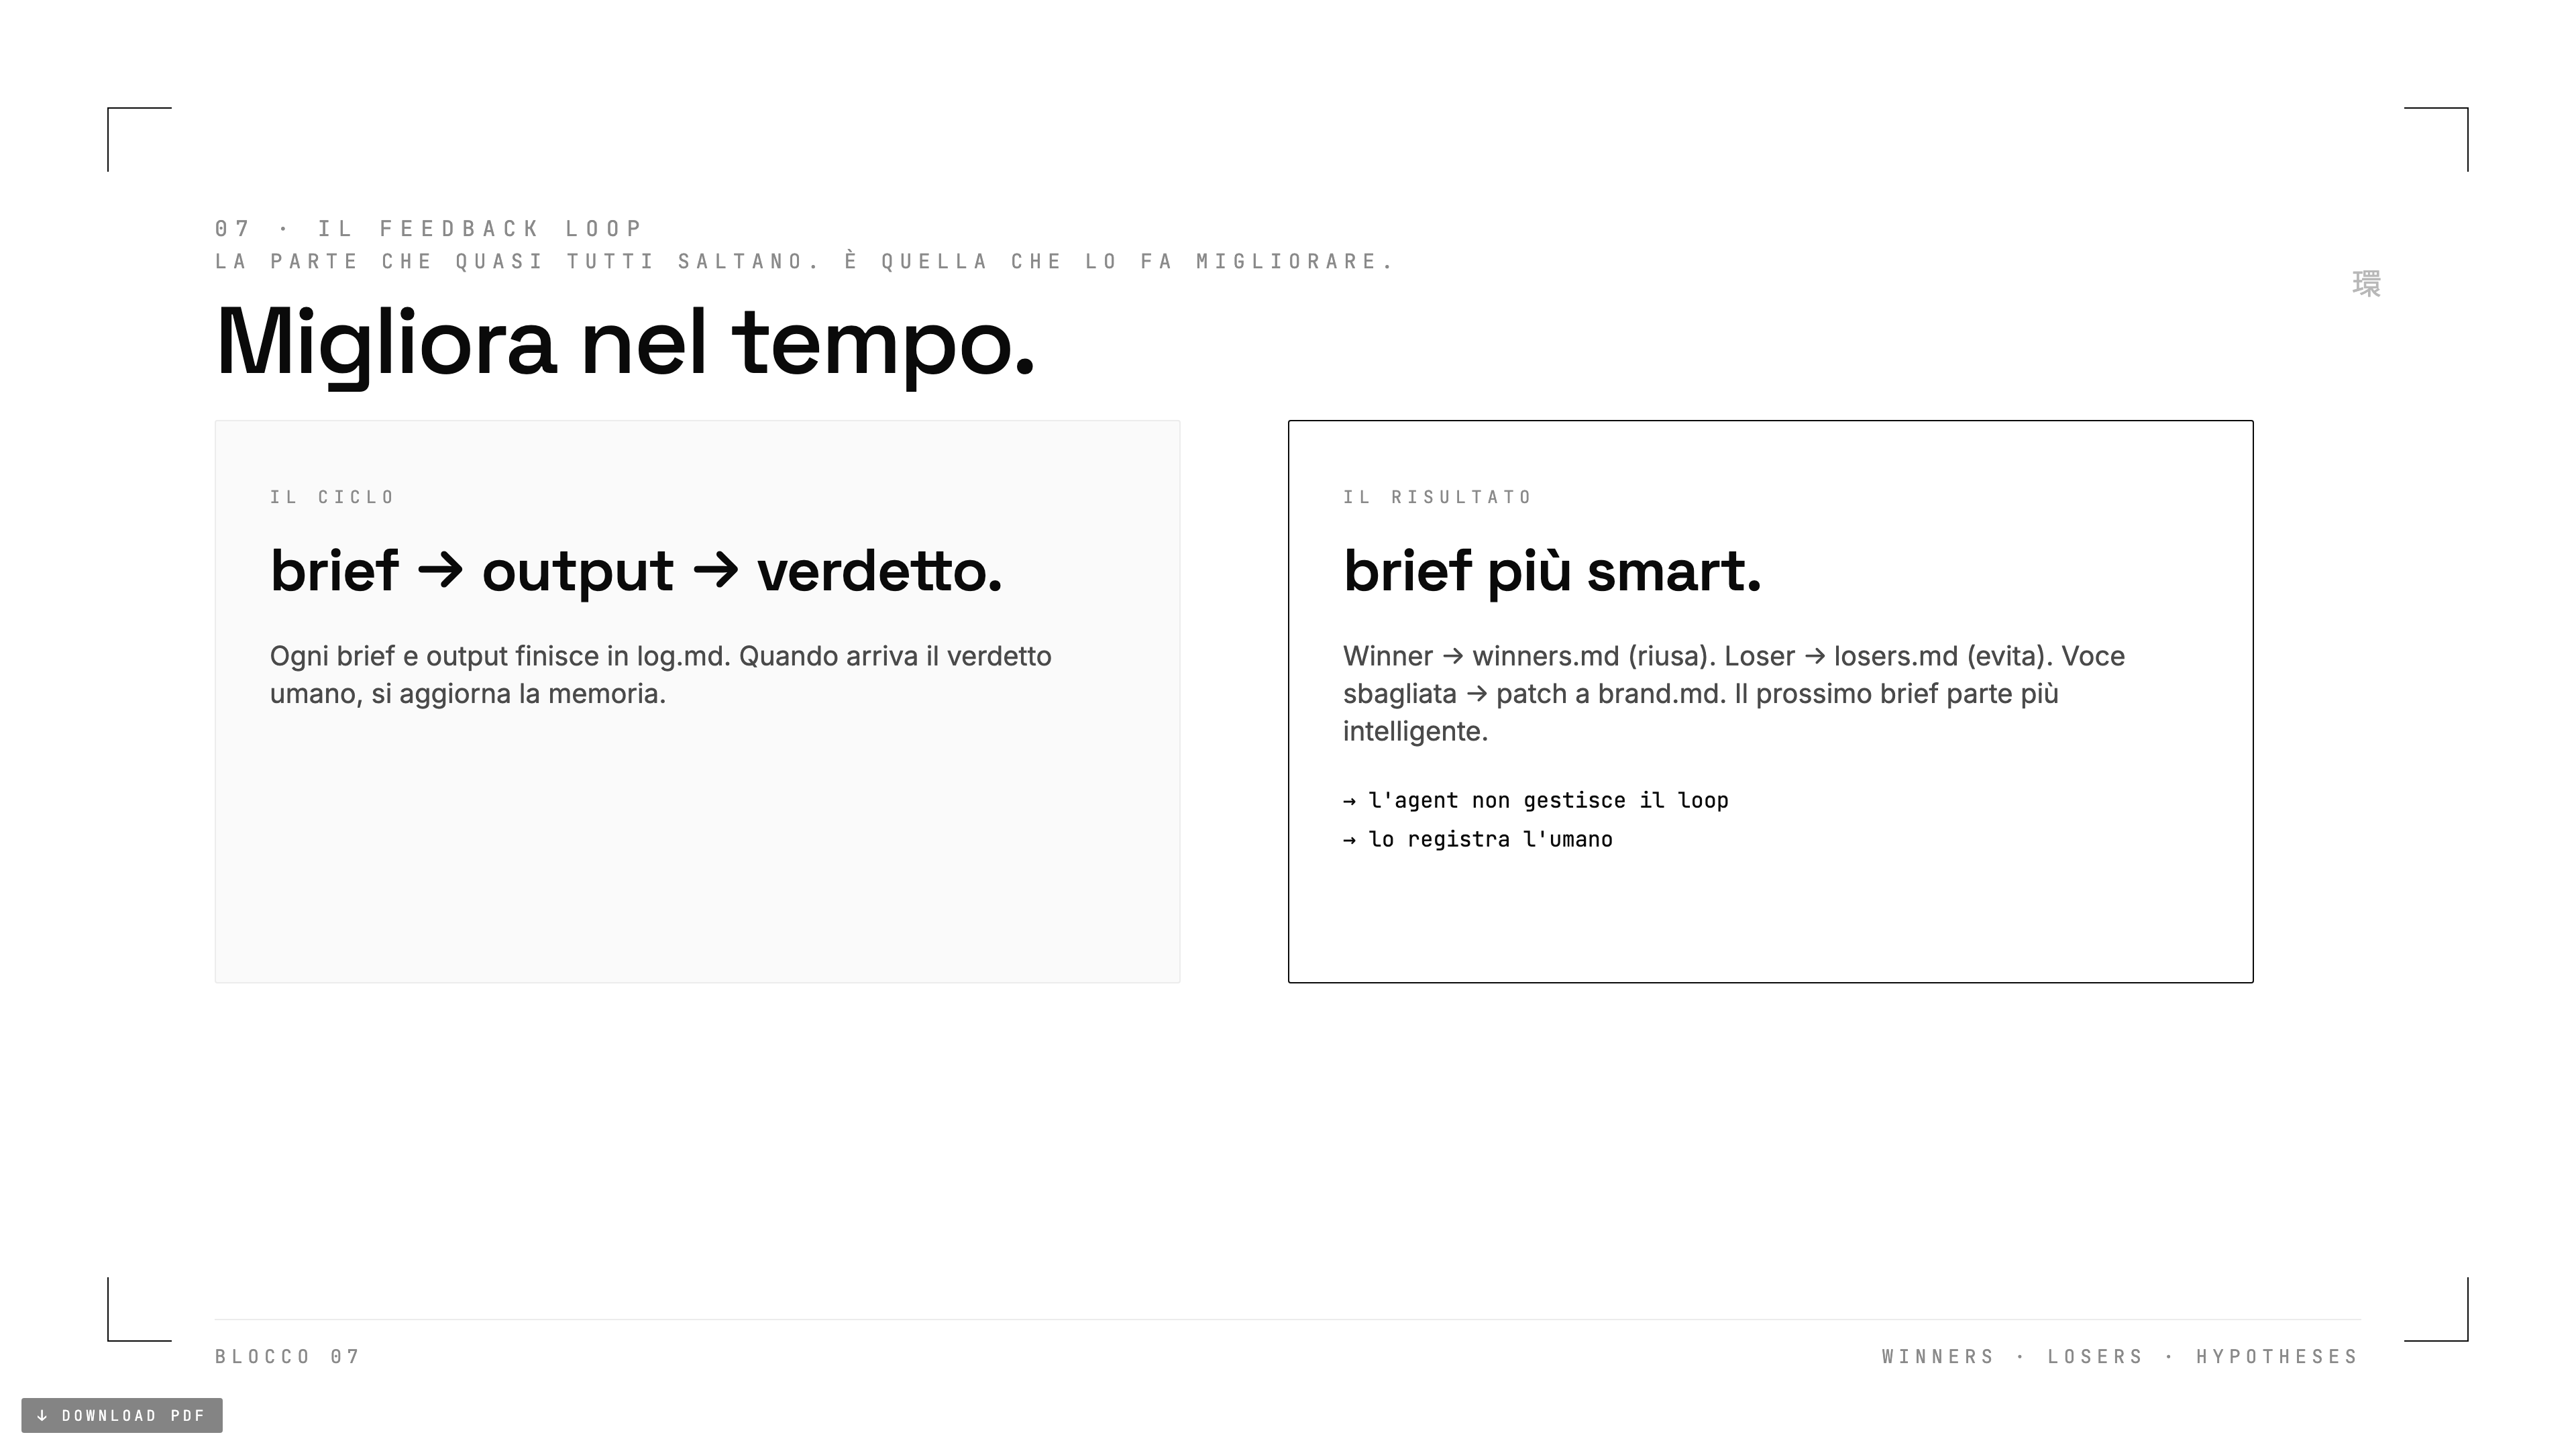 07 · IL FEEDBACK LOOP
LA PARTE CHE QUASI TUTTI SALTANO. È QUELLA CHE LO FA MIGLIORARE.
環
Migliora nel tempo.
IL CICLO
brief → output → verdetto.
Ogni brief e output finisce in log.md. Quando arriva il verdetto
umano, si aggiorna la memoria.
IL RISULTATO
brief più smart.
Winner → winners.md (riusa). Loser → losers.md (evita). Voce
sbagliata → patch a brand.md. Il prossimo brief parte più
intelligente.
→ l'agent non gestisce il loop
→ lo registra l'umano
BLOCCO 07
WINNERS · LOSERS · HYPOTHESES
↓ DOWNLOAD PDF